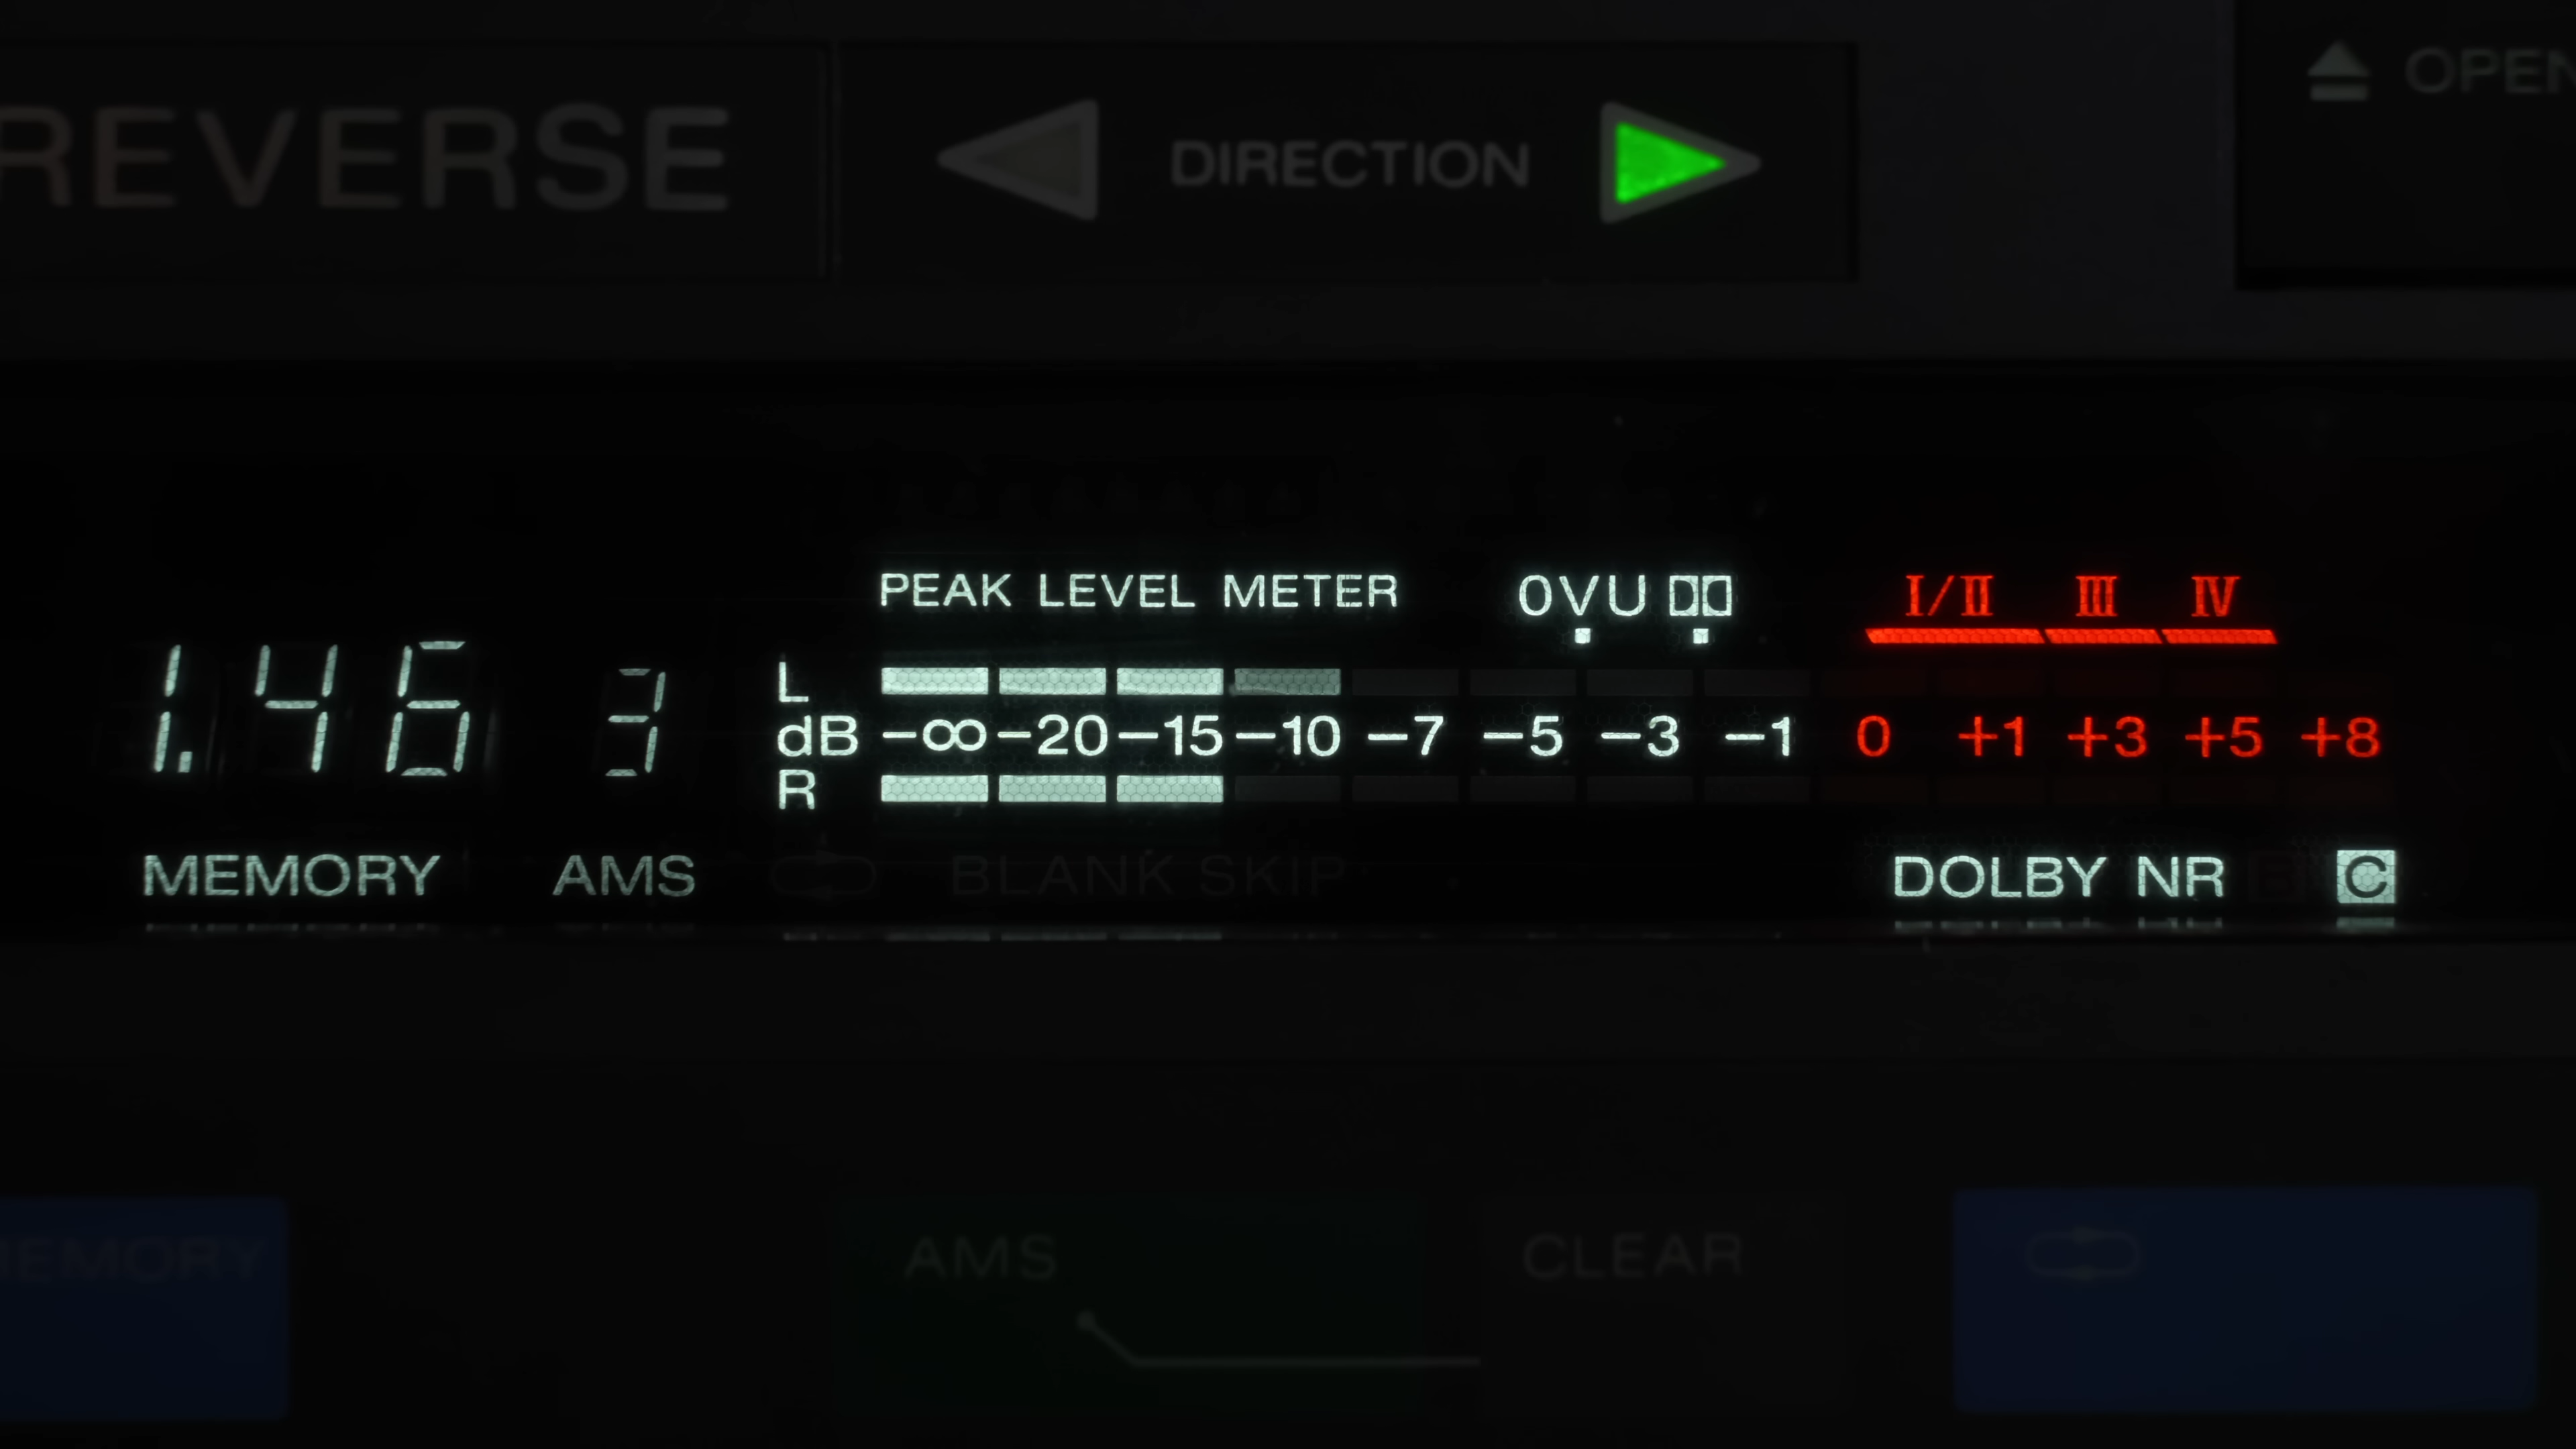 REVERSE
DIRECTION
OPEN
PEAK LEVEL METER 0VU I/II III IV
1.46 3
L
dB -∞ -20 -15 -10 -7 -5 -3 -1 0 +1 +3 +5 +8
R
MEMORY AMS BLANK SKIP DOLBY NR B C
MEMORY AMS CLEAR